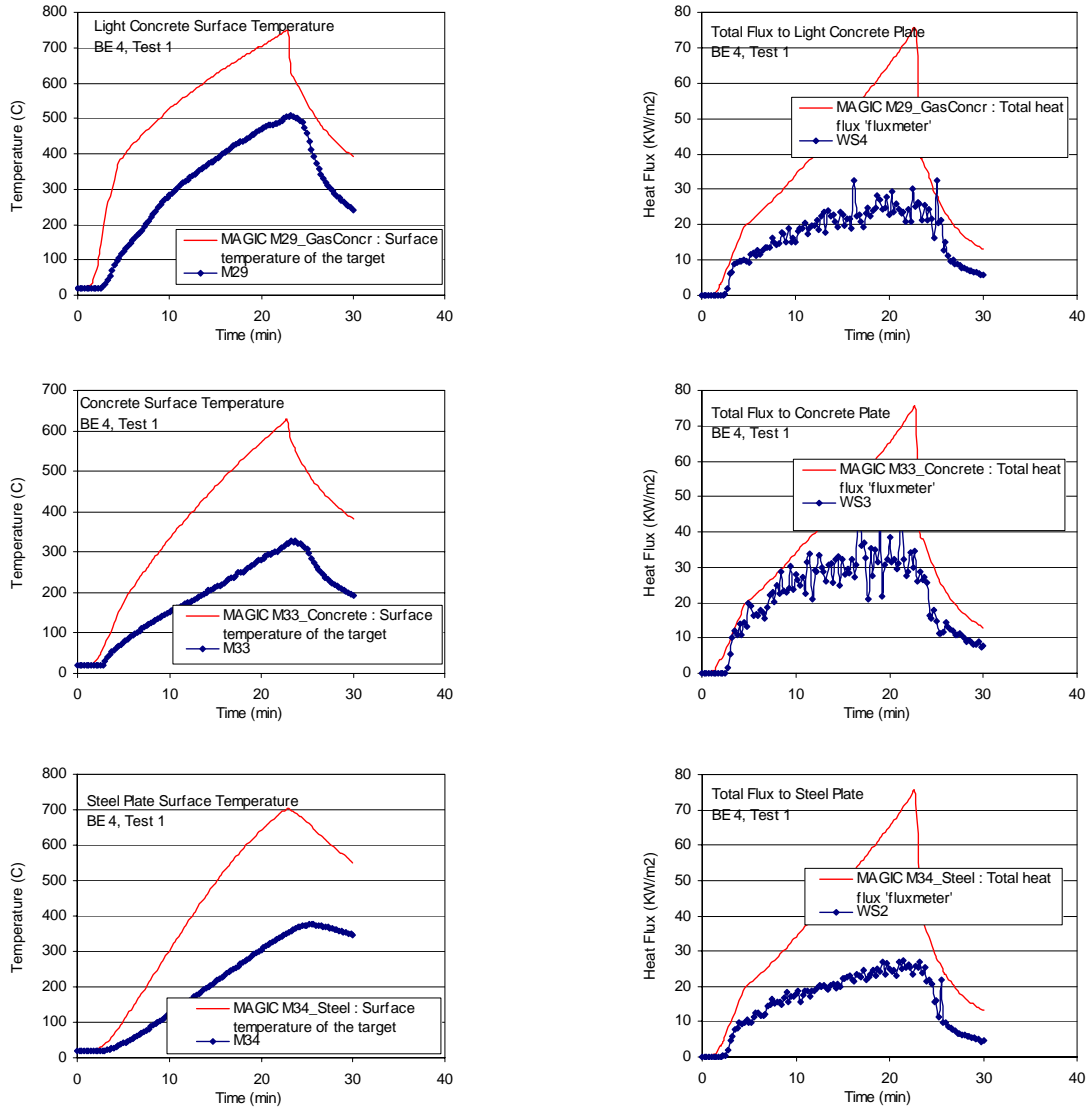 Light Concrete Surface Temperature
BE 4, Test 1
Temperature (C)
800
700
600
500
400
300
200
100
0
MAGIC M29_GasConcr : Surface
temperature of the target
M29
0 10 20 30 40
Time (min)
Total Flux to Light Concrete Plate
BE 4, Test 1
Heat Flux (KW/m2)
80
70
60
50
40
30
20
10
0
MAGIC M29_GasConcr : Total heat
flux 'fluxmeter'
WS4
0 10 20 30 40
Time (min)
Concrete Surface Temperature
BE 4, Test 1
Temperature (C)
700
600
500
400
300
200
100
0
MAGIC M33_Concrete : Surface
temperature of the target
M33
0 10 20 30 40
Time (min)
Total Flux to Concrete Plate
BE 4, Test 1
Heat Flux (KW/m2)
80
70
60
50
40
30
20
10
0
MAGIC M33_Concrete : Total heat
flux 'fluxmeter'
WS3
0 10 20 30 40
Time (min)
Steel Plate Surface Temperature
BE 4, Test 1
Temperature (C)
800
700
600
500
400
300
200
100
0
MAGIC M34_Steel : Surface
temperature of the target
M34
0 10 20 30 40
Time (min)
Total Flux to Steel Plate
BE 4, Test 1
Heat Flux (KW/m2)
80
70
60
50
40
30
20
10
0
MAGIC M34_Steel : Total heat
flux 'fluxmeter'
WS2
0 10 20 30 40
Time (min)